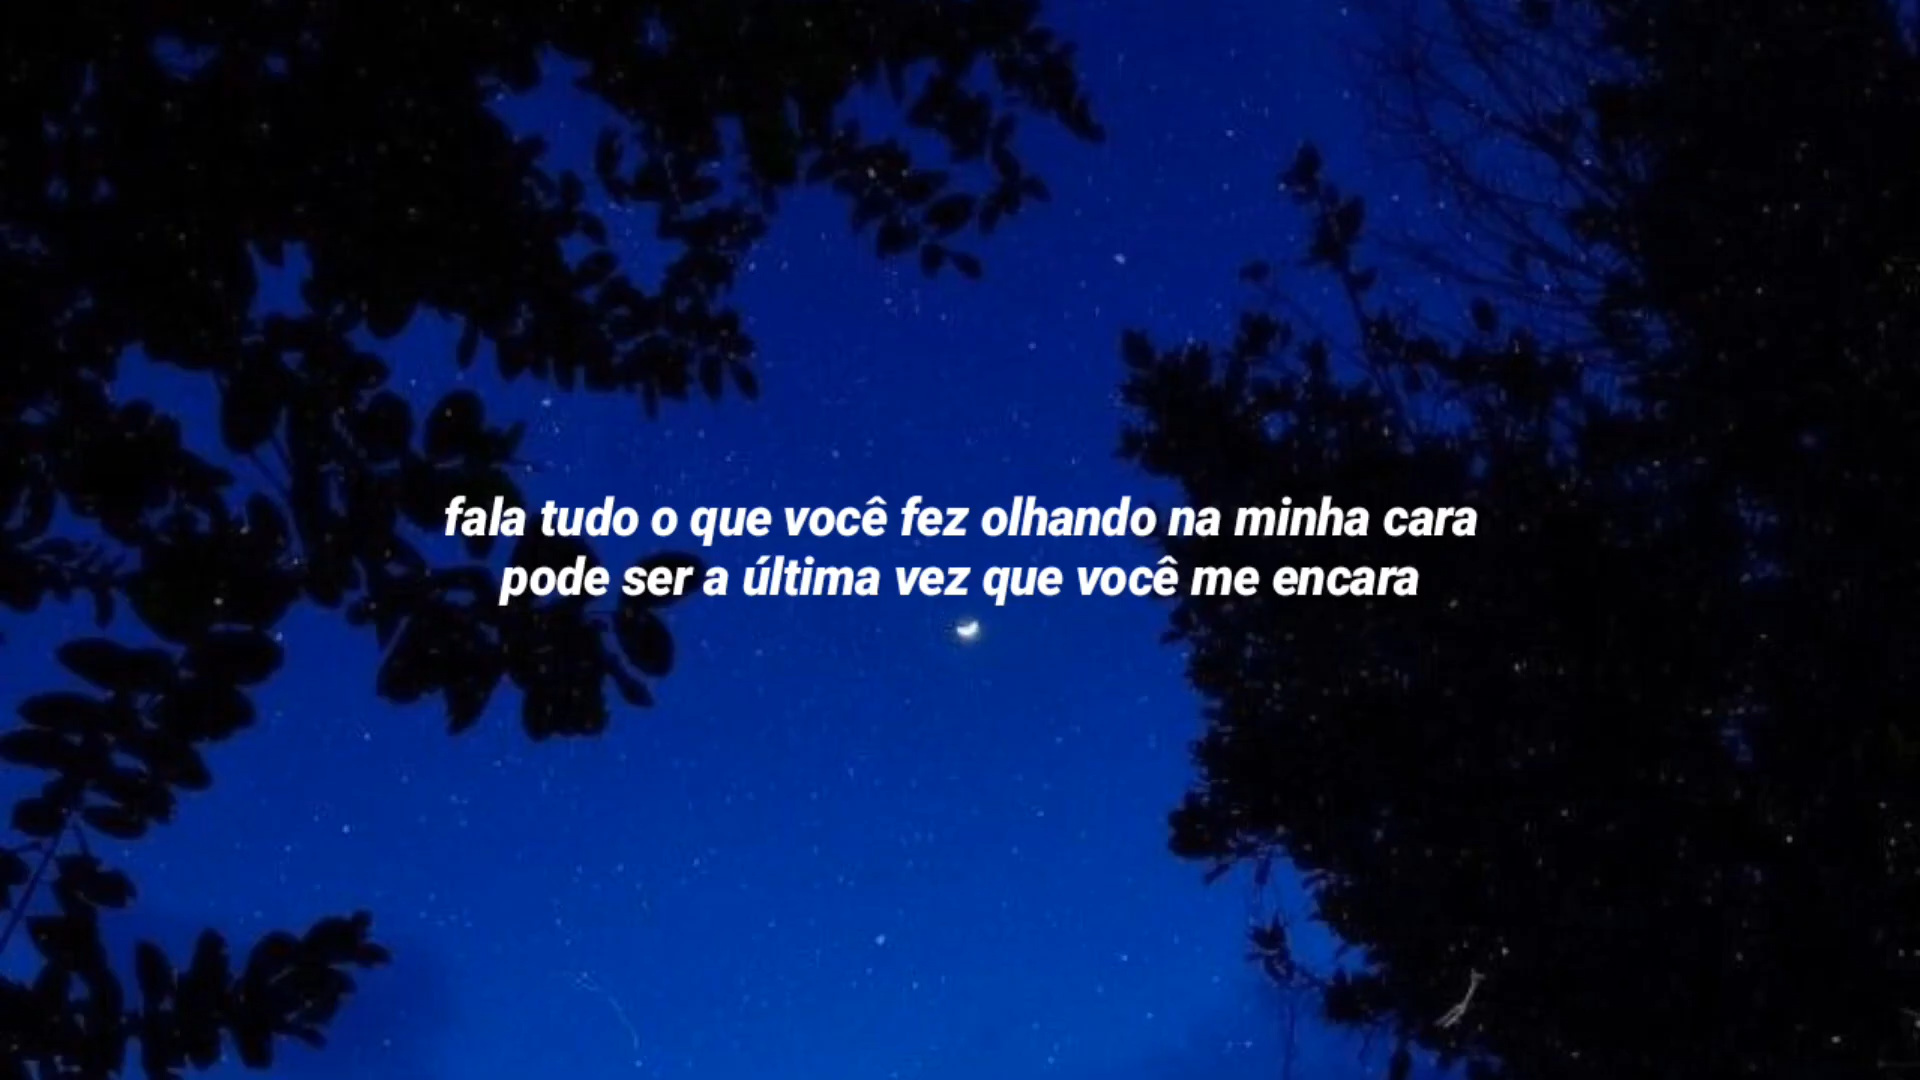 fala tudo o que você fez olhando na minha cara
pode ser a última vez que você me encara